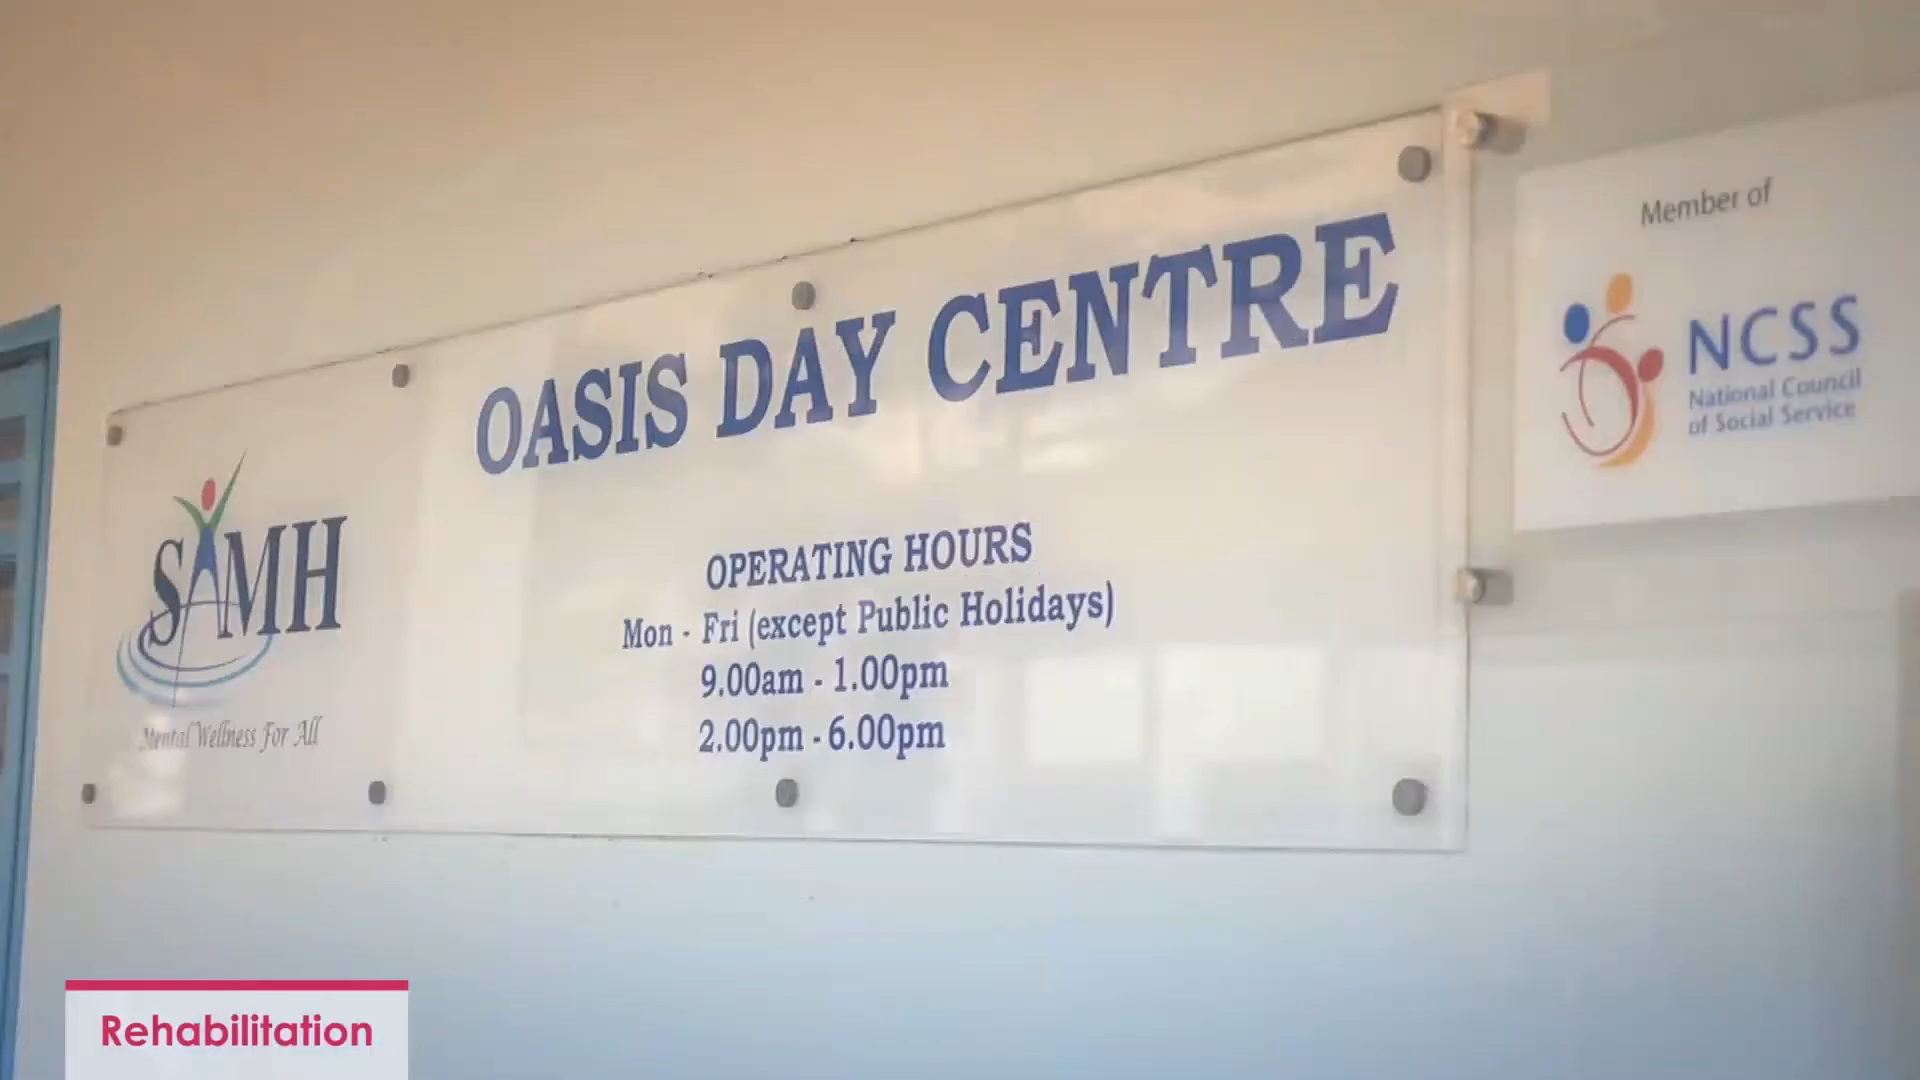 OASIS DAY CENTRE
OPERATING HOURS
Mon - Fri (except Public Holidays)
9.00am - 1.00pm
2.00pm - 6.00pm
SAMH
Mental Wellness For All
Member of
NCSS
National Council
of Social Service
Rehabilitation